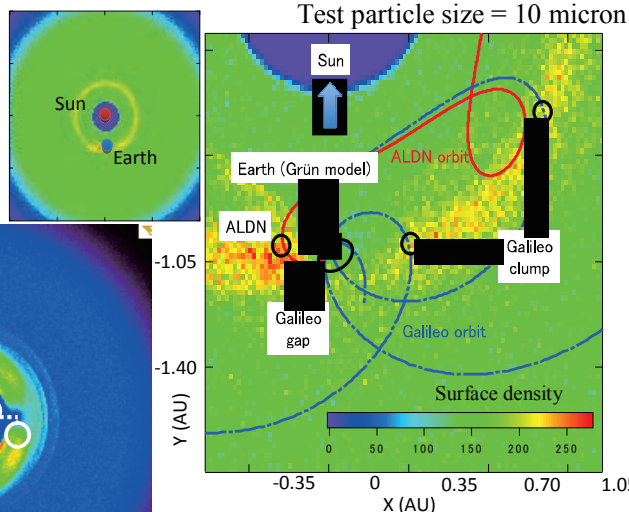 Test particle size = 10 micron
Sun
Earth
Sun
ALDN orbit
Earth (Grün model)
ALDN
Galileo
clump
Galileo
gap
Galileo orbit
Surface density
0 50 100 150 200 250
-1.05
-1.40
Y (AU)
-0.35 0 0.35 0.70 1.05
X (AU)